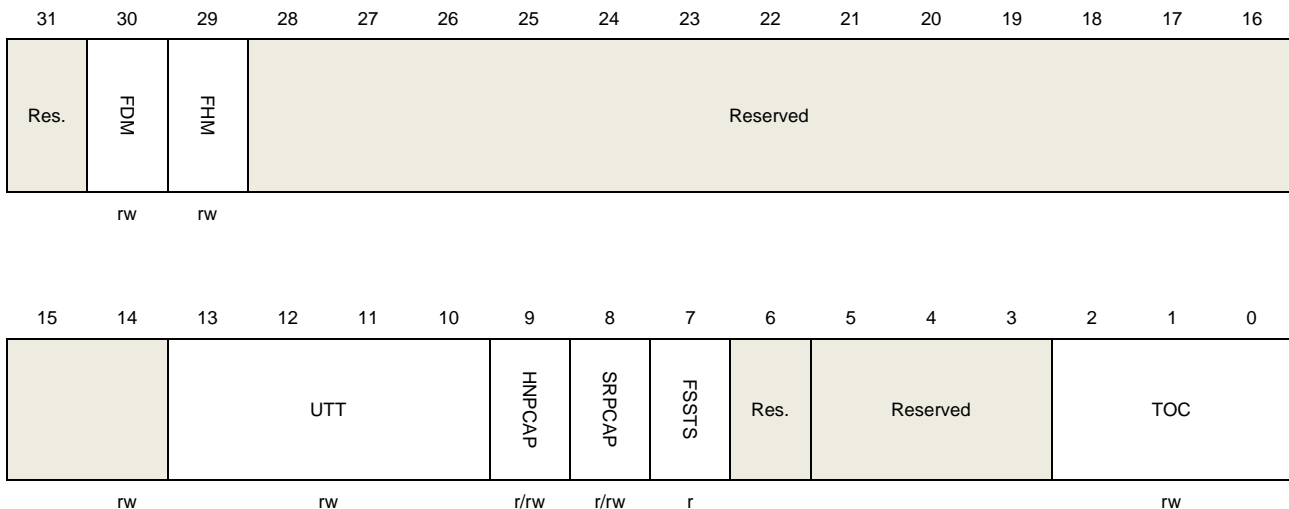 31 30 29 28 27 26 25 24 23 22 21 20 19 18 17 16
Res. FDM FHM Reserved
rw rw
15 14 13 12 11 10 9 8 7 6 5 4 3 2 1 0
UTT HNPCAP SRPCAP FSSTS Res. Reserved TOC
rw rw r/rw r/rw r rw